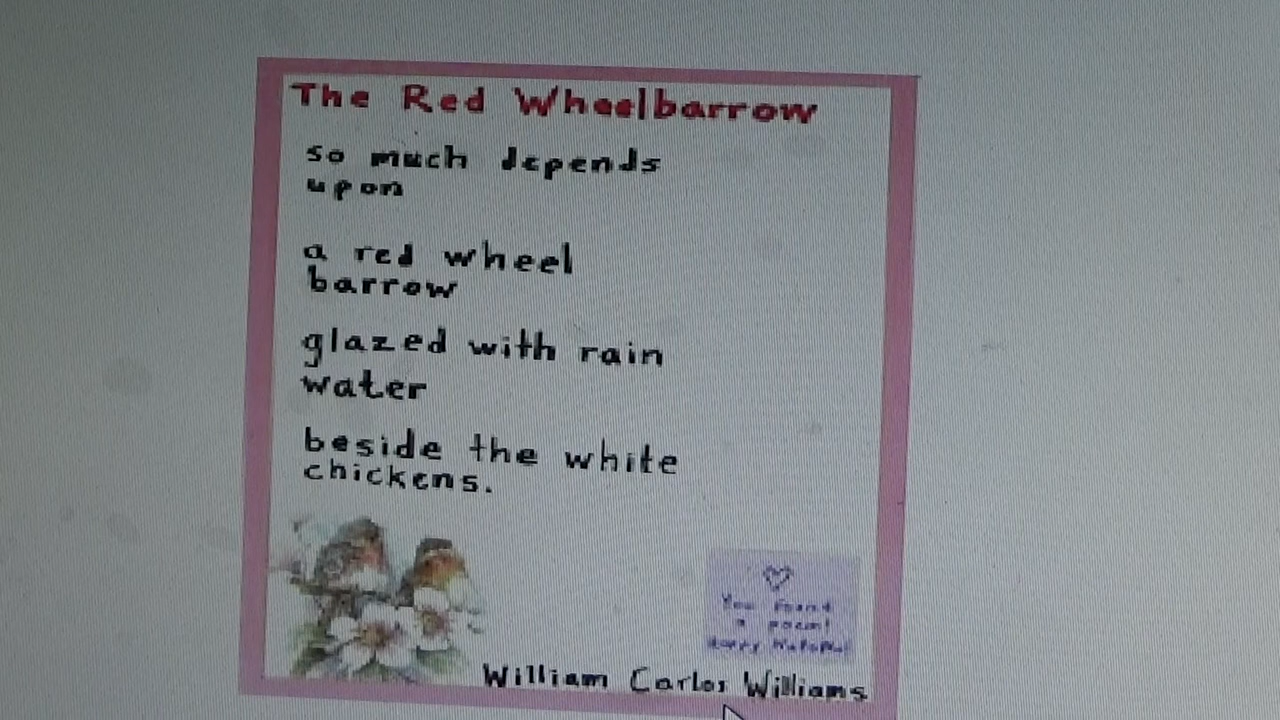 The Red Wheelbarrow
so much depends
upon
a red wheel
barrow
glazed with rain
water
beside the white
chickens.
You found
a poem!
Happy
William Carlos Williams